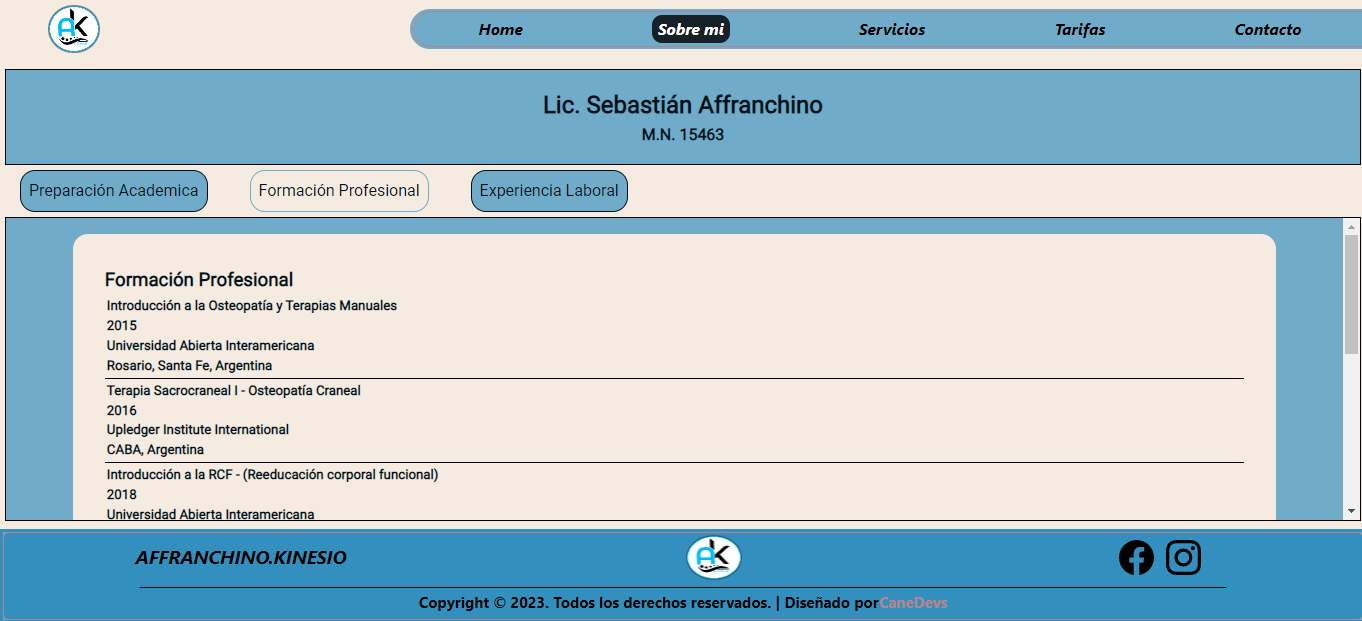 AK
Home
Sobre mi
Servicios
Tarifas
Contacto
Lic. Sebastián Affranchino
M.N. 15463
Preparación Academica
Formación Profesional
Experiencia Laboral
Formación Profesional
Introducción a la Osteopatía y Terapias Manuales
2015
Universidad Abierta Interamericana
Rosario, Santa Fe, Argentina
Terapia Sacrocraneal I - Osteopatía Craneal
2016
Upledger Institute International
CABA, Argentina
Introducción a la RCF - (Reeducación corporal funcional)
2018
Universidad Abierta Interamericana
AFFRANCHINO.KINESIO
AK
Copyright © 2023. Todos los derechos reservados. | Diseñado porCaneDevs